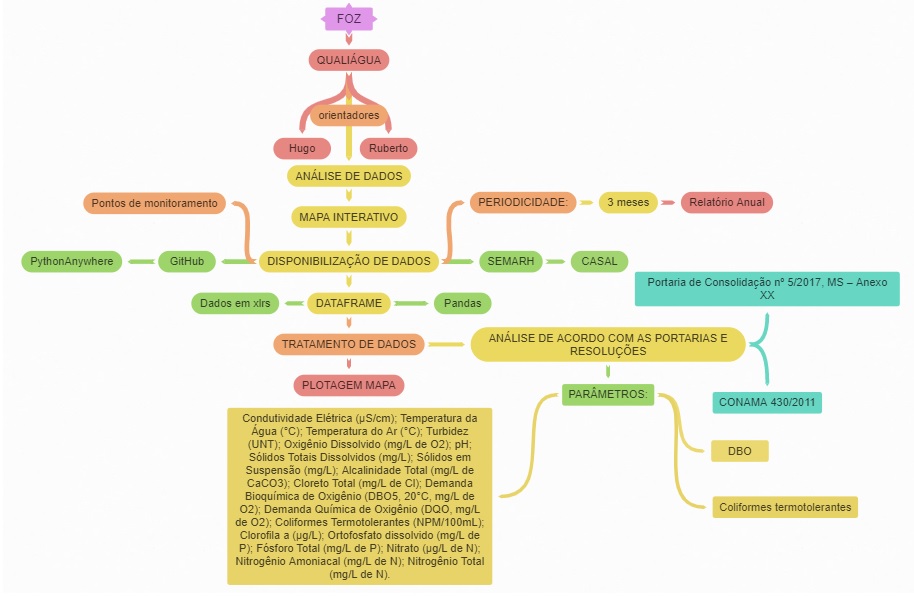 FOZ
QUALIÁGUA
orientadores
Hugo
Ruberto
ANÁLISE DE DADOS
Pontos de monitoramento
PERIODICIDADE:
3 meses
Relatório Anual
MAPA INTERATIVO
PythonAnywhere
GitHub
DISPONIBILIZAÇÃO DE DADOS
SEMARH
CASAL
Portaria de Consolidação nº 5/2017, MS – Anexo
XX
Dados em xlrs
DATAFRAME
Pandas
TRATAMENTO DE DADOS
ANÁLISE DE ACORDO COM AS PORTARIAS E
RESOLUÇÕES
PLOTAGEM MAPA
PARÂMETROS:
CONAMA 430/2011
Condutividade Elétrica (µS/cm); Temperatura da
Água (°C); Temperatura do Ar (°C); Turbidez
(UNT); Oxigênio Dissolvido (mg/L de O2); pH;
Sólidos Totais Dissolvidos (mg/L); Sólidos em
Suspensão (mg/L); Alcalinidade Total (mg/L de
CaCO3); Cloreto Total (mg/L de Cl); Demanda
Bioquímica de Oxigênio (DBO5, 20°C, mg/L de
O2); Demanda Química de Oxigênio (DQO, mg/L
de O2); Coliformes Termotolerantes (NPM/100mL);
Clorofila a (µg/L); Ortofosfato dissolvido (mg/L de
P); Fósforo Total (mg/L de P); Nitrato (µg/L de N);
Nitrogênio Amoniacal (mg/L de N); Nitrogênio Total
(mg/L de N).
DBO
Coliformes termotolerantes